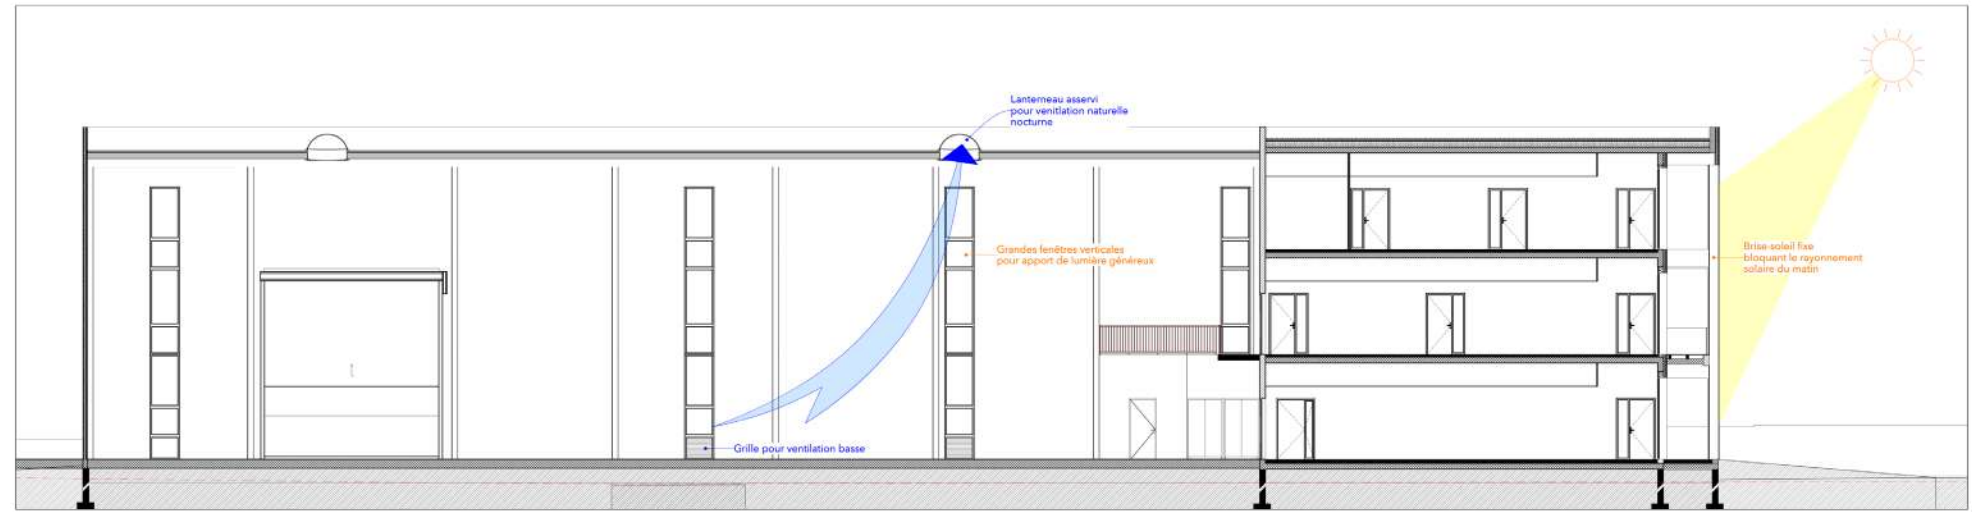 Lanterneau asservi
pour venitlation naturelle
nocturne
Grandes fenêtres verticales
pour apport de lumière généreux
Brise-soleil fixe
bloquant le rayonnement
solaire du matin
Grille pour ventilation basse